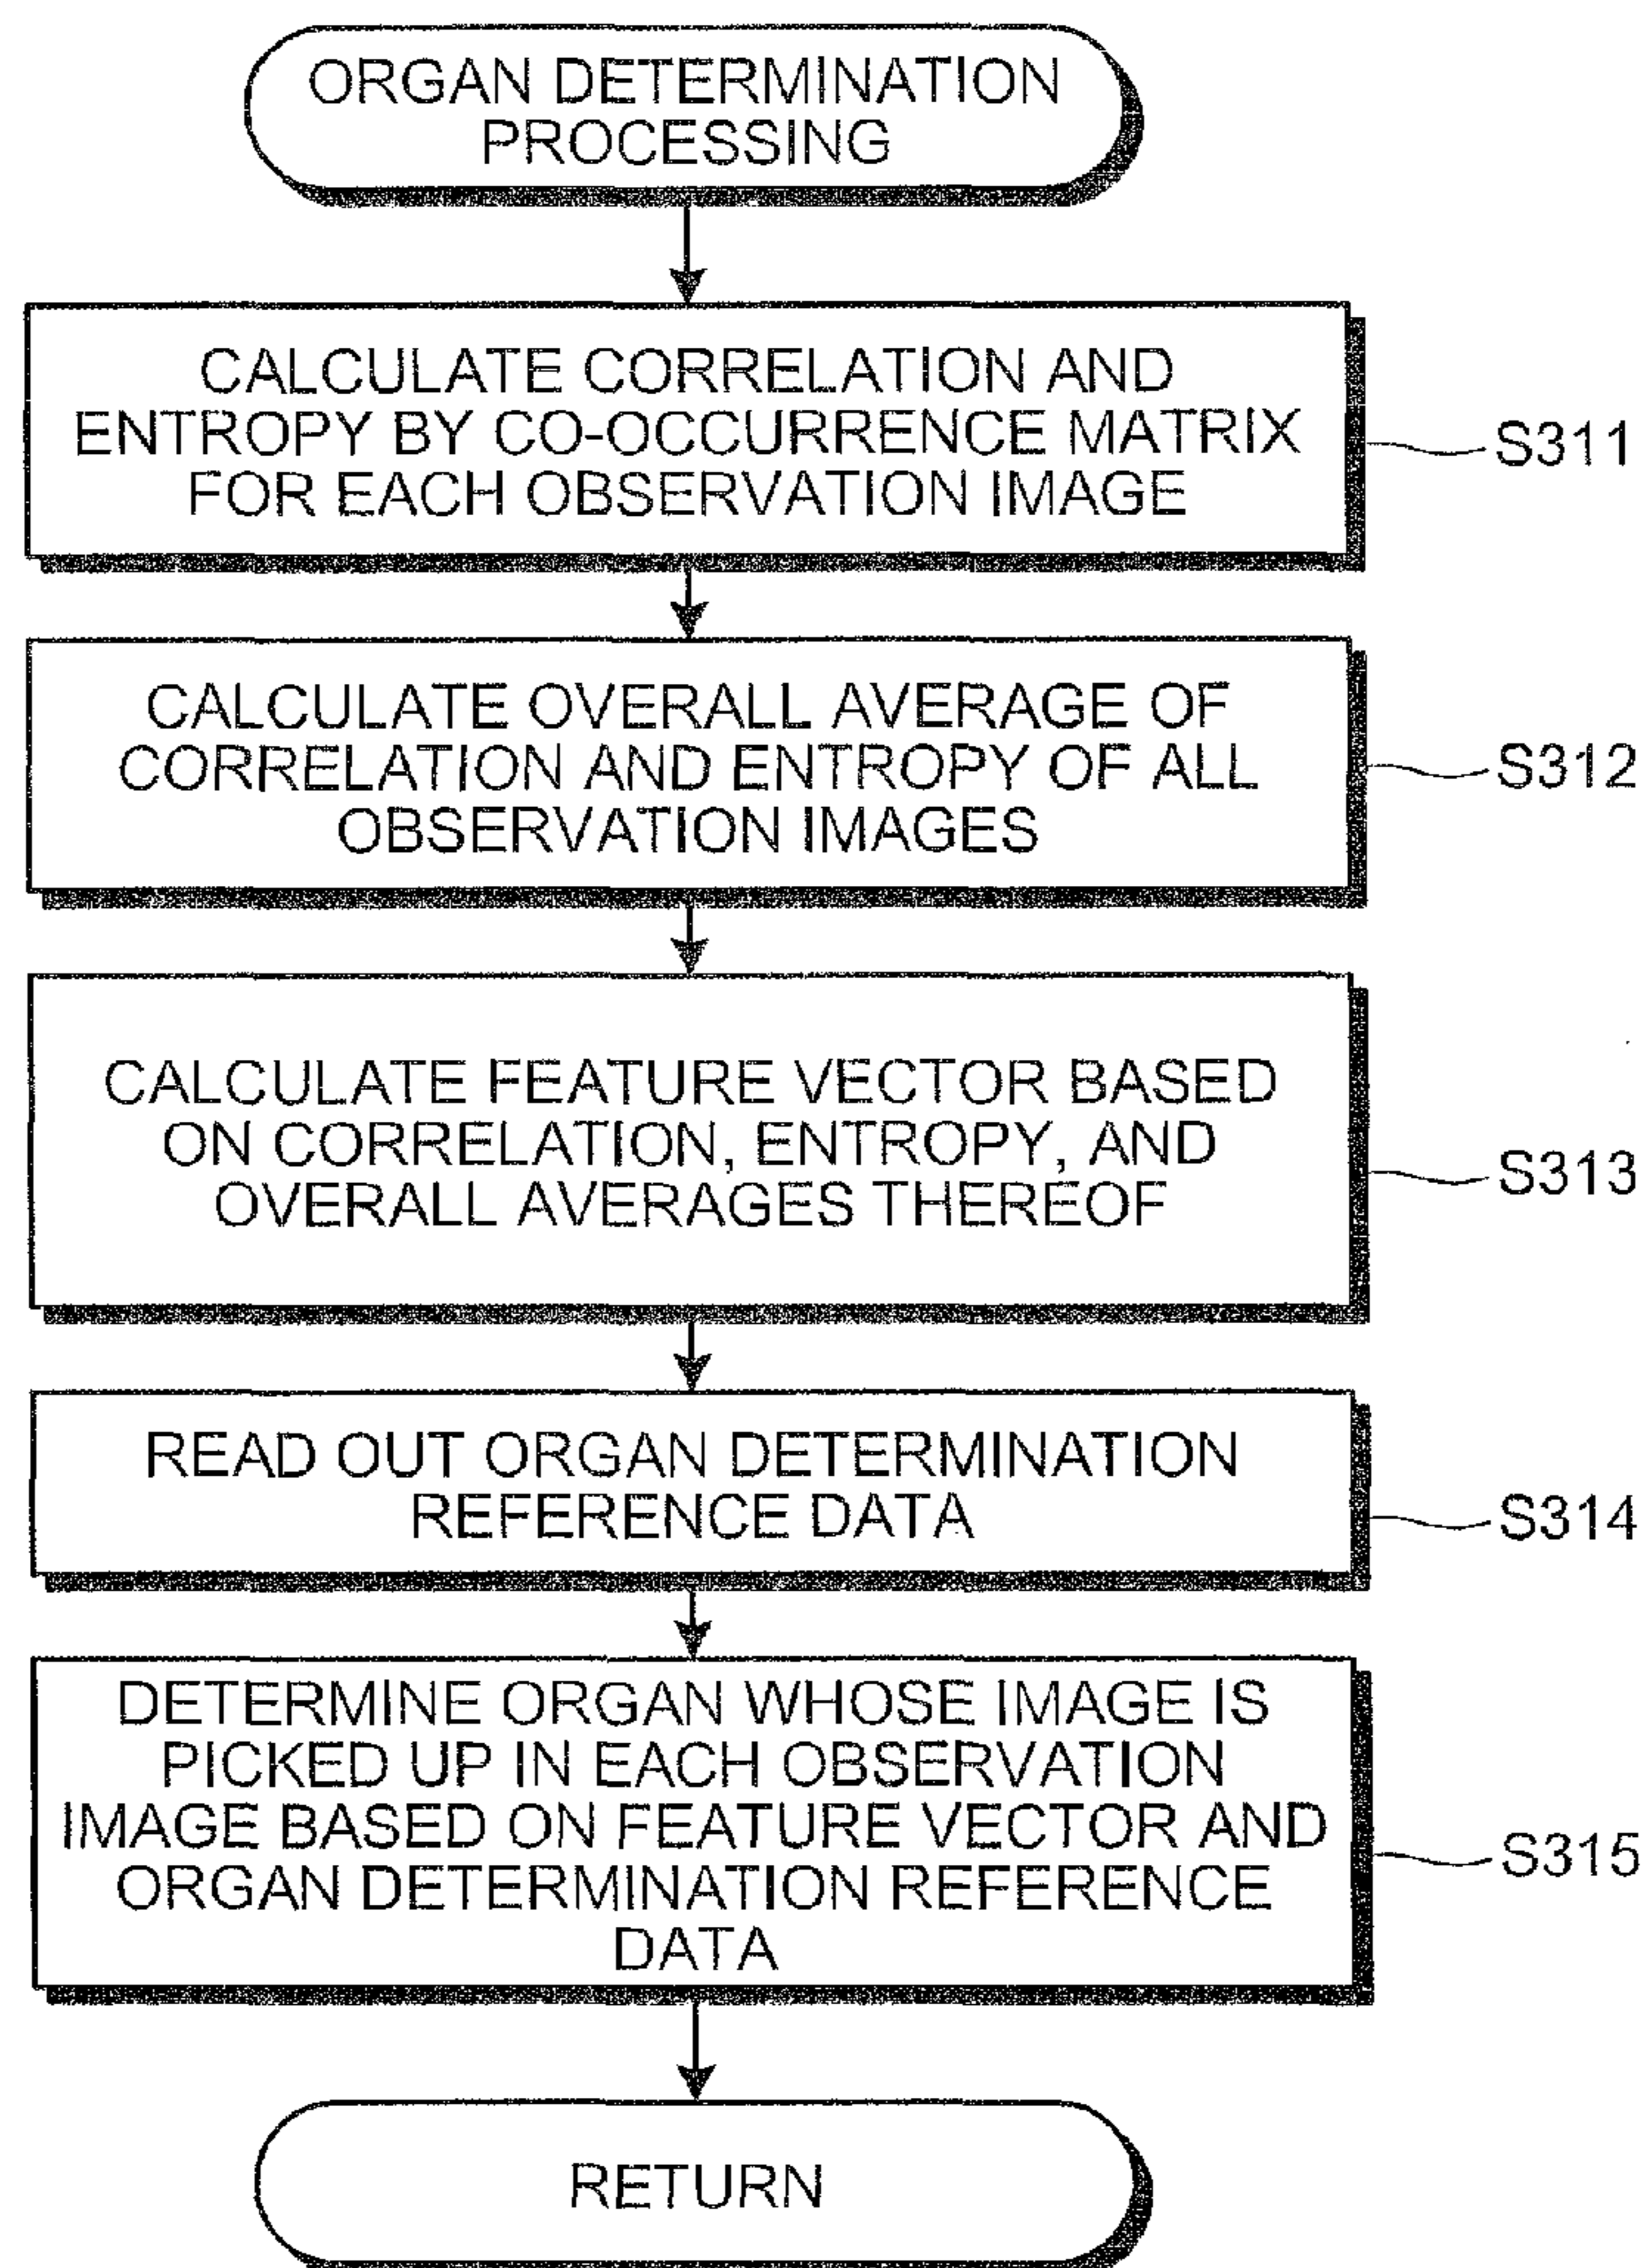 ORGAN DETERMINATION
PROCESSING
CALCULATE CORRELATION AND
ENTROPY BY CO-OCCURRENCE MATRIX
FOR EACH OBSERVATION IMAGE
S311
CALCULATE OVERALL AVERAGE OF
CORRELATION AND ENTROPY OF ALL
OBSERVATION IMAGES
S312
CALCULATE FEATURE VECTOR BASED
ON CORRELATION, ENTROPY, AND
OVERALL AVERAGES THEREOF
S313
READ OUT ORGAN DETERMINATION
REFERENCE DATA
S314
DETERMINE ORGAN WHOSE IMAGE IS
PICKED UP IN EACH OBSERVATION
IMAGE BASED ON FEATURE VECTOR AND
ORGAN DETERMINATION REFERENCE
DATA
S315
RETURN